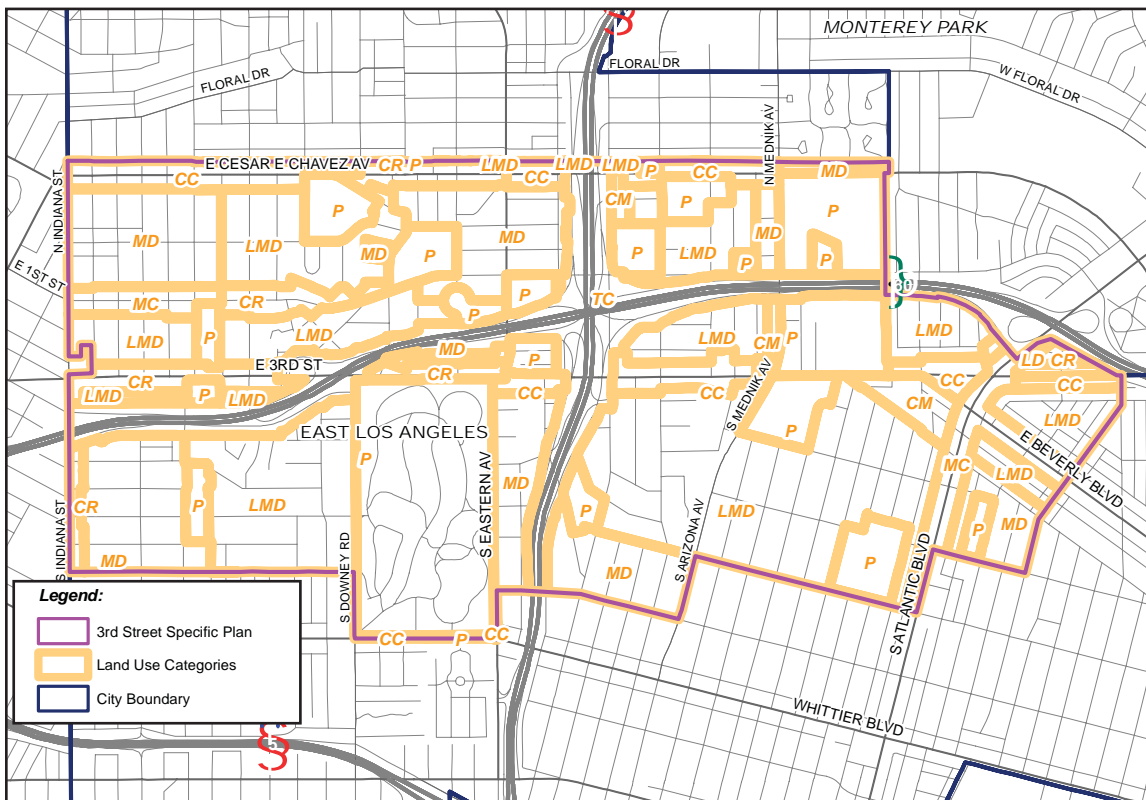 MONTEREY PARK
FLORAL DR
FLORAL DR
W FLORAL DR
N MEDNIK AV
E CESAR E CHAVEZ AV
CR
P
LMD
LMD
LMD
P
CC
MD
CC
CC
CM
N INDIANA ST
P
P
P
MD
LMD
MD
MD
P
P
LMD
P
MD
P
E 1ST ST
MC
CR
P
P
TC
LMD
P
LMD
LMD
CM
P
LMD
E 3RD ST
MD
P
LD
CR
CR
CR
CC
CC
CC
CC
LMD
P
LMD
S MEDNIK AV
CM
LMD
EAST LOS ANGELES
P
P
E BEVERLY BLVD
MC
LMD
S EASTERN AV
MD
CR
P
LMD
P
LMD
P
MD
S INDIANA ST
MD
S DOWNEY RD
MD
S ARIZONA AV
P
S ATLANTIC BLVD
CC
P
CC
Legend:
3rd Street Specific Plan
Land Use Categories
City Boundary
WHITTIER BLVD
5